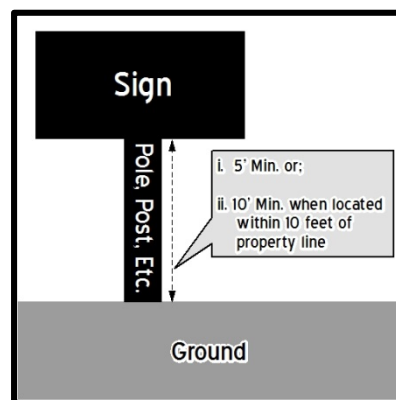 Sign
Pole, Post, Etc.
i. 5' Min. or;
ii. 10' Min. when located
within 10 feet of
property line
Ground